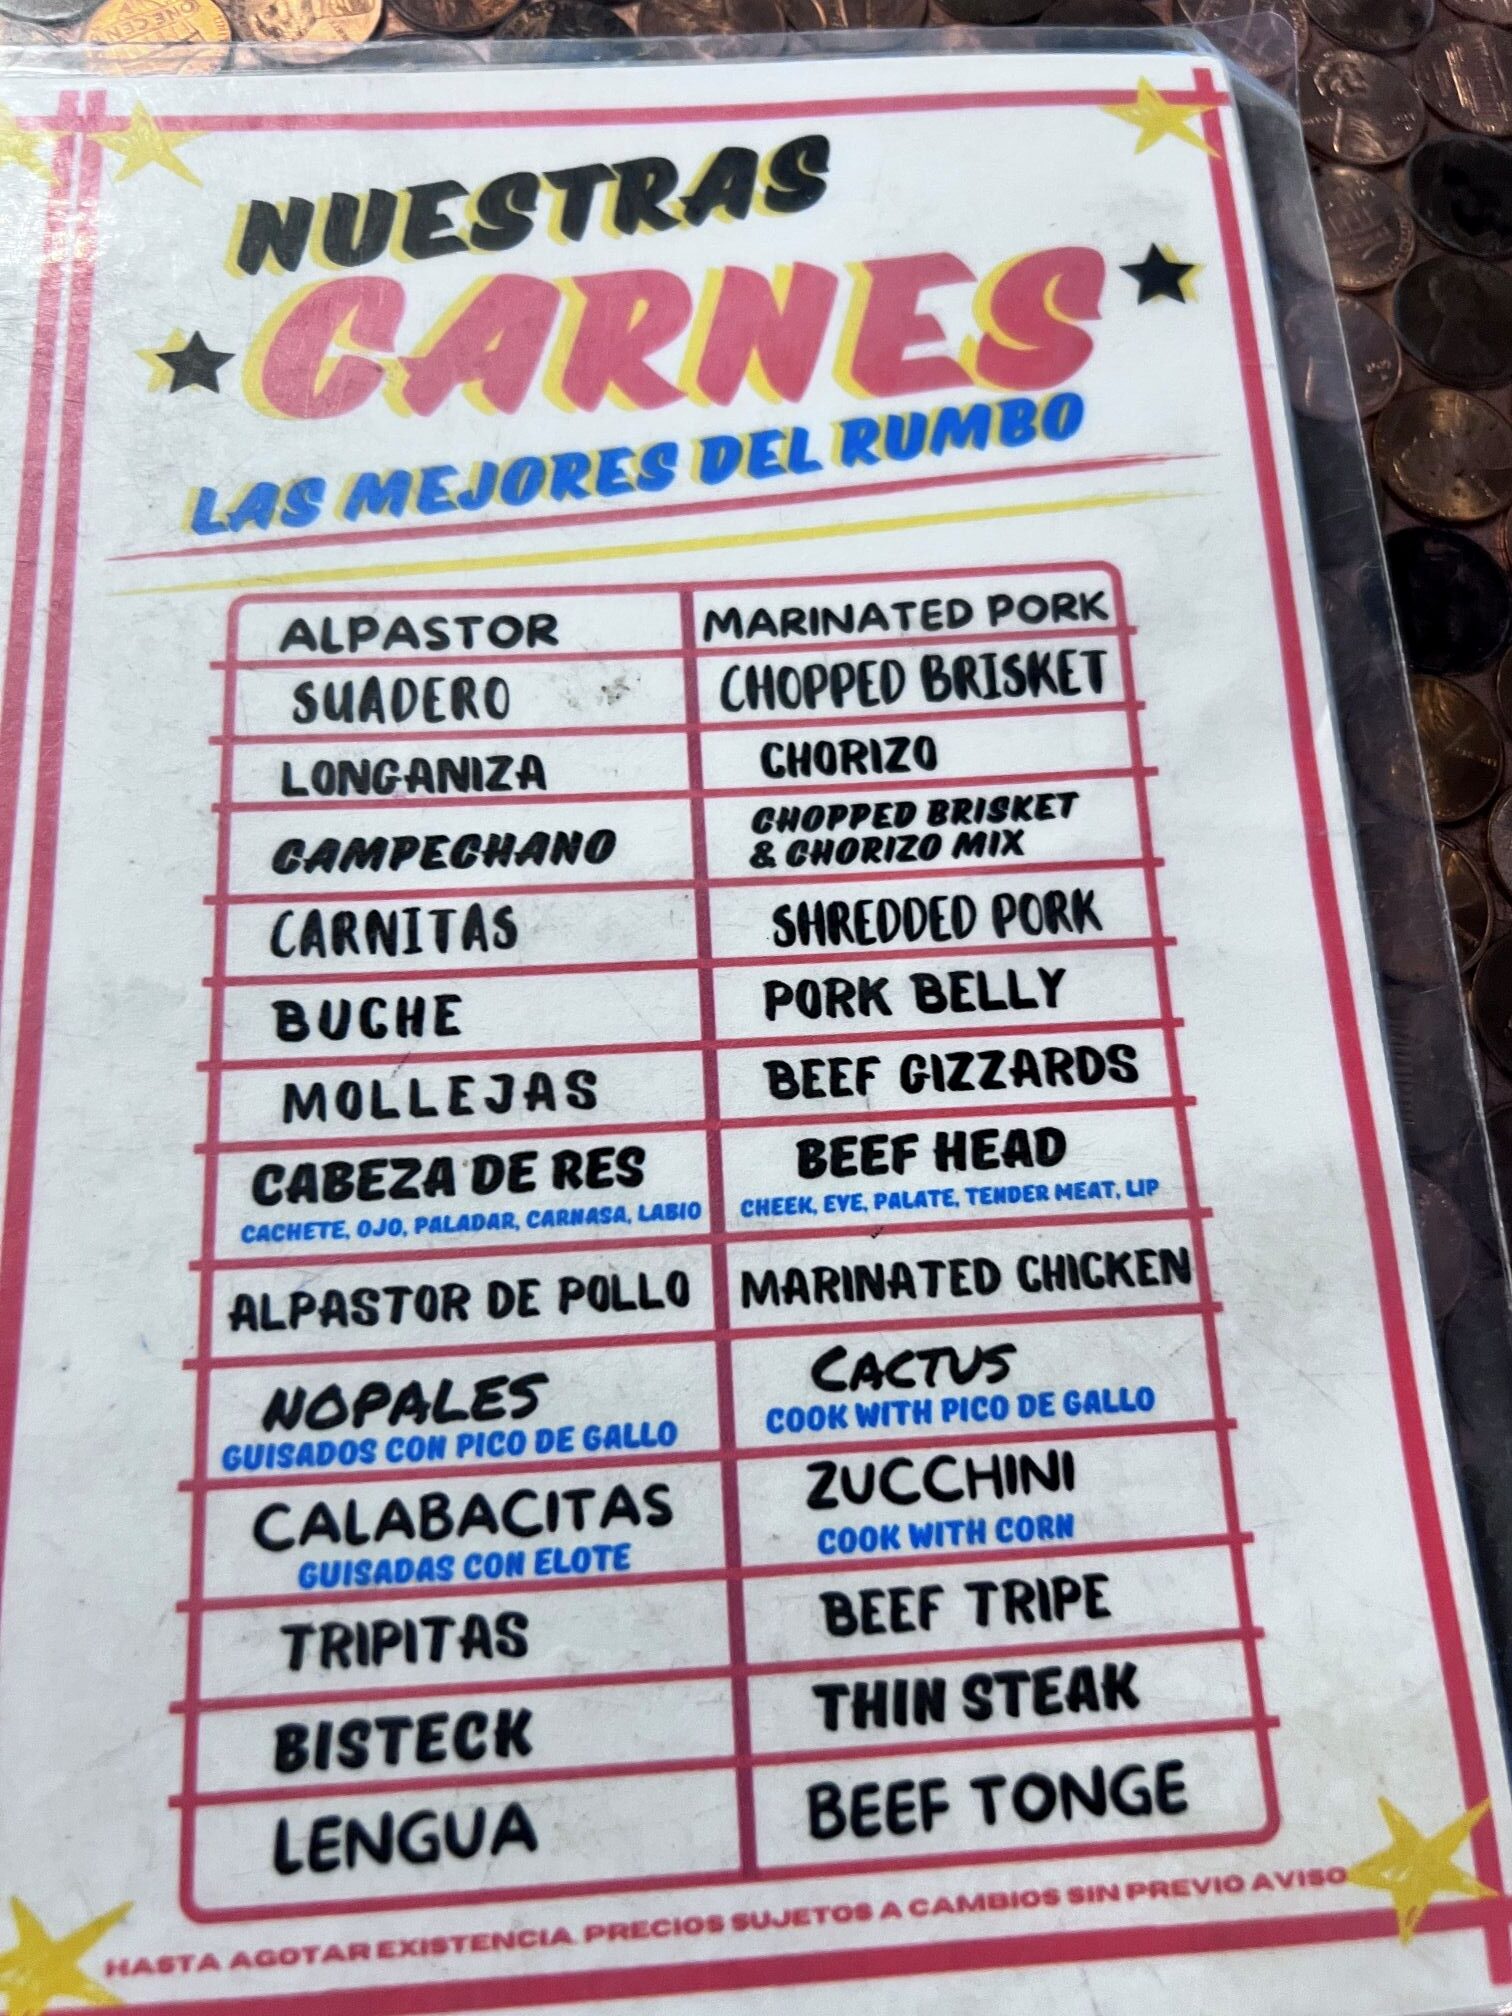 NUESTRAS
CARNES
LAS MEJORES DEL RUMBO
ALPASTOR MARINATED PORK
SUADERO CHOPPED BRISKET
LONGANIZA CHORIZO
CAMPECHANO CHOPPED BRISKET
& CHORIZO MIX
CARNITAS SHREDDED PORK
BUCHE PORK BELLY
MOLLEJAS BEEF GIZZARDS
CABEZA DE RES BEEF HEAD
CACHETE, OJO, PALADAR, CARNASA, LABIO CHEEK, EYE, PALATE, TENDER MEAT, LIP
ALPASTOR DE POLLO MARINATED CHICKEN
NOPALES CACTUS
GUISADOS CON PICO DE GALLO COOK WITH PICO DE GALLO
CALABACITAS ZUCCHINI
GUISADAS CON ELOTE COOK WITH CORN
TRIPITAS BEEF TRIPE
BISTECK THIN STEAK
LENGUA BEEF TONGE
HASTA AGOTAR EXISTENCIA. PRECIOS SUJETOS A CAMBIOS SIN PREVIO AVISO